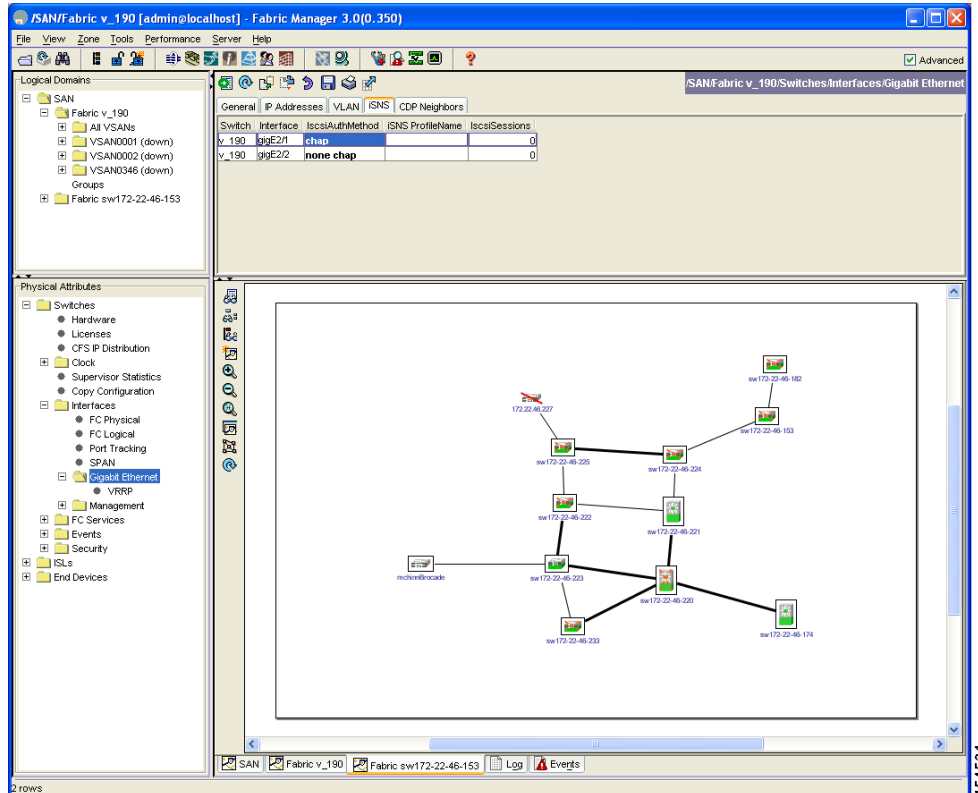 /SAN/Fabric v_190 [admin@localhost] - Fabric Manager 3.0(0.350)
File View Zone Tools Performance Server Help
Advanced
Logical Domains
SAN
Fabric v_190
All VSANs
VSAN0001 (down)
VSAN0002 (down)
VSAN0346 (down)
Groups
Fabric sw172-22-46-153
/SAN/Fabric v_190/Switches/Interfaces/Gigabit Ethernet
General IP Addresses VLAN iSNS CDP Neighbors
Switch Interface IscsiAuthMethod iSNS ProfileName IscsiSessions
v_190 gigE2/1 chap 0
v_190 gigE2/2 none chap 0
Physical Attributes
Switches
Hardware
Licenses
CFS IP Distribution
Clock
Supervisor Statistics
Copy Configuration
Interfaces
FC Physical
FC Logical
Port Tracking
SPAN
Gigabit Ethernet
VRRP
Management
FC Services
Events
Security
ISLs
End Devices
sw172-22-46-182
172.22.46.227
sw172-22-46-153
sw172-22-46-225
sw172-22-46-224
sw172-22-46-222
sw172-22-46-221
mchinnBrocade
sw172-22-46-223
sw172-22-46-220
sw172-22-46-233
sw172-22-46-174
SAN Fabric v_190 Fabric sw172-22-46-153 Log Events
2 rows